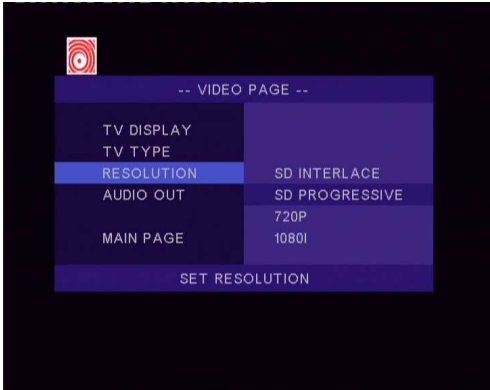 -- VIDEO PAGE --
TV DISPLAY
TV TYPE
RESOLUTION SD INTERLACE
AUDIO OUT SD PROGRESSIVE
720P
MAIN PAGE 1080I
SET RESOLUTION